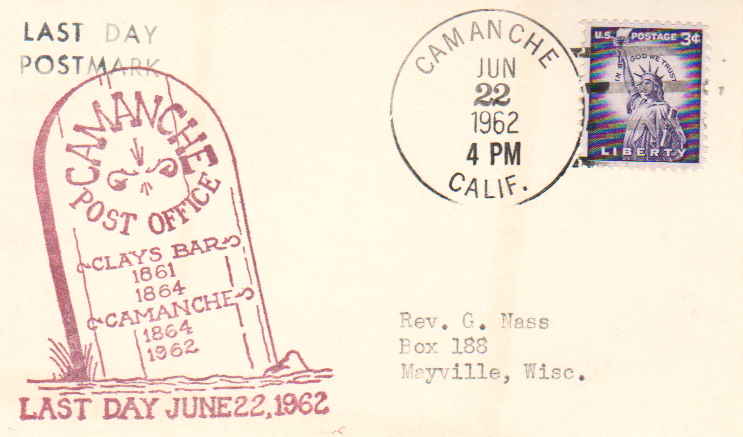 LAST DAY
POSTMARK
CAMANCHE
POST OFFICE
CLAYS BAR
1861
1864
CAMANCHE
1864
1962
LAST DAY JUNE 22, 1962
CAMANCHE
JUN
22
1962
4 PM
CALIF.
U.S. POSTAGE 3¢
IN GOD WE TRUST
LIBERTY
Rev. G. Nass
Box 188
Mayville, Wisc.